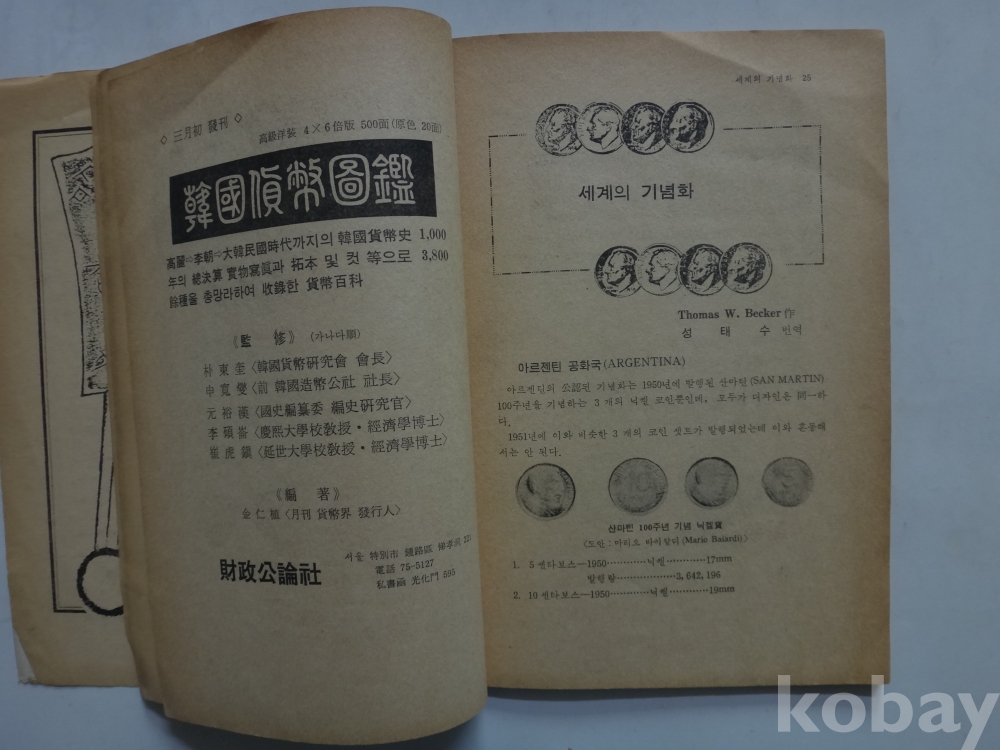 ◇ 三月初 發刊 ◇
高級洋裝 4×6倍版 500面(原色 20面)
韓國貨幣圖鑑
高麗⇨李朝⇨大韓民國時代까지의 韓國貨幣史 1,000
年의 總決算 實物寫眞과 拓本 및 컷 等으로 3,800
餘種을 총망라하여 收錄한 貨幣百科
《監 修》 (가나다順)
朴東奎〈韓國貨幣硏究會 會長〉
申寬燮〈前 韓國造幣公社 社長〉
元裕漢〈國史編纂委 編史硏究官〉
李碩崙〈慶熙大學校敎授・經濟學博士〉
崔虎鎭〈延世大學校敎授・經濟學博士〉
《編 著》
金仁植〈月刊 貨幣界 發行人〉
財政公論社
서울 特別市 鍾路區 悌孝洞 221
電話 75-5127
私書函 光化門 595
세계의 기념화 25
세계의 기념화
Thomas W. Becker 作
성 태 수 번역
아르젠틴 공화국(ARGENTINA)
아르젠틴의 公認된 기념화는 1950년에 발행된 산마틴(SAN MARTIN)
100주년을 기념하는 3 개의 닉켈 코인뿐인데, 모두가 디자인은 同一하
다.
1951년에 이와 비슷한 3 개의 코인 셋트가 발행되었는데 이와 혼동해
서는 안 된다.
산마틴 100주년 기념 닉켈貨
〈도안 : 마리오 바이알디(Mario Baiardi)〉
1. 5 센타보스—1950…………닉켈…………17mm
발행량………………3,642,196
2. 10 센타보스—1950…………닉켈…………19mm
kobay